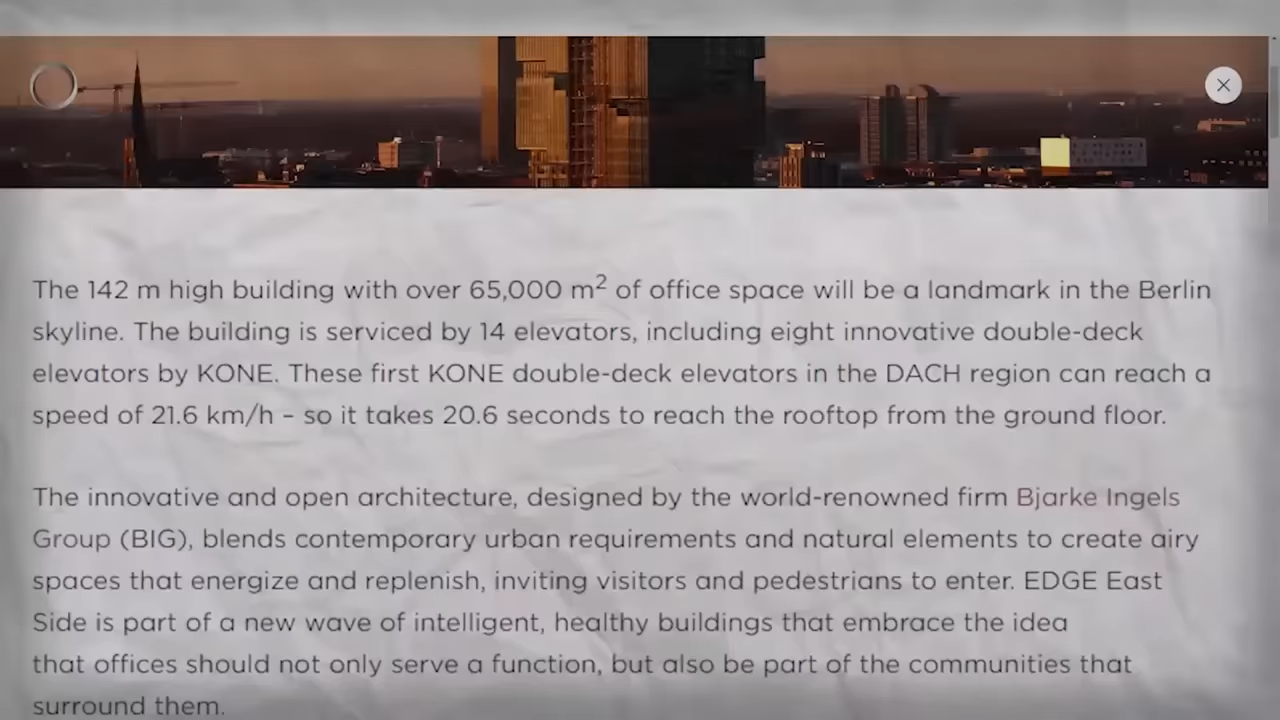 The 142 m high building with over 65,000 m² of office space will be a landmark in the Berlin
skyline. The building is serviced by 14 elevators, including eight innovative double-deck
elevators by KONE. These first KONE double-deck elevators in the DACH region can reach a
speed of 21.6 km/h – so it takes 20.6 seconds to reach the rooftop from the ground floor.
The innovative and open architecture, designed by the world-renowned firm Bjarke Ingels
Group (BIG), blends contemporary urban requirements and natural elements to create airy
spaces that energize and replenish, inviting visitors and pedestrians to enter. EDGE East
Side is part of a new wave of intelligent, healthy buildings that embrace the idea
that offices should not only serve a function, but also be part of the communities that
surround them.